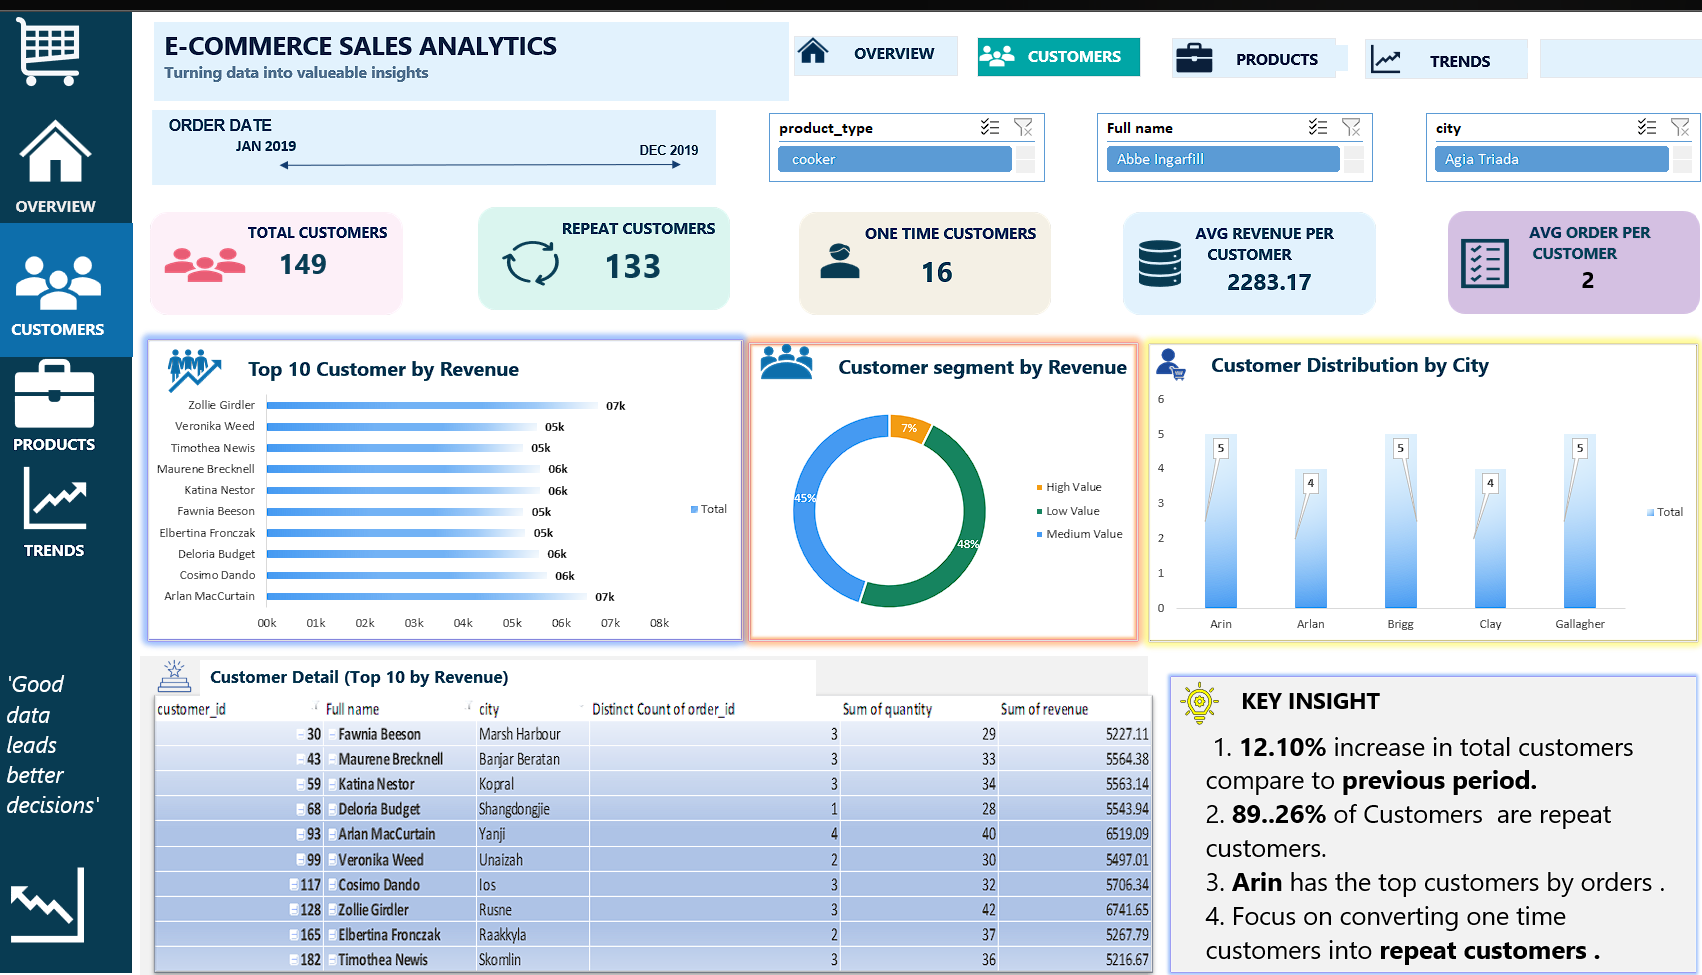 E-COMMERCE SALES ANALYTICS
Turning data into valueable insights
OVERVIEW
CUSTOMERS
PRODUCTS
TRENDS
OVERVIEW
CUSTOMERS
PRODUCTS
TRENDS
'Good
data
leads
better
decisions'
ORDER DATE
JAN 2019
DEC 2019
product_type
cooker
Full name
Abbe Ingarfill
city
Agia Triada
TOTAL CUSTOMERS
149
REPEAT CUSTOMERS
133
ONE TIME CUSTOMERS
16
AVG REVENUE PER
CUSTOMER
2283.17
AVG ORDER PER
CUSTOMER
2
Top 10 Customer by Revenue
Zollie Girdler 07k
Veronika Weed 05k
Timothea Newis 05k
Maurene Brecknell 06k
Katina Nestor 06k
Fawnia Beeson 05k
Elbertina Fronczak 05k
Deloria Budget 06k
Cosimo Dando 06k
Arlan MacCurtain 07k
00k 01k 02k 03k 04k 05k 06k 07k 08k
Total
Customer segment by Revenue
7%
45%
48%
High Value
Low Value
Medium Value
Customer Distribution by City
6
5
4
3
2
1
0
5 4 5 4 5
Arin Arlan Brigg Clay Gallagher
Total
Customer Detail (Top 10 by Revenue)
customer_id Full name city Distinct Count of order_id Sum of quantity Sum of revenue
30 Fawnia Beeson Marsh Harbour 3 29 5227.11
43 Maurene Brecknell Banjar Beratan 3 33 5564.38
59 Katina Nestor Kopral 3 34 5563.14
68 Deloria Budget Shangdongjie 1 28 5543.94
93 Arlan MacCurtain Yanji 4 40 6519.09
99 Veronika Weed Unaizah 2 30 5497.01
117 Cosimo Dando Ios 3 32 5706.34
128 Zollie Girdler Rusne 3 42 6741.65
165 Elbertina Fronczak Raakkyla 2 37 5267.79
182 Timothea Newis Skomlin 3 36 5216.67
KEY INSIGHT
1. 12.10% increase in total customers
compare to previous period.
2. 89..26% of Customers are repeat
customers.
3. Arin has the top customers by orders .
4. Focus on converting one time
customers into repeat customers .